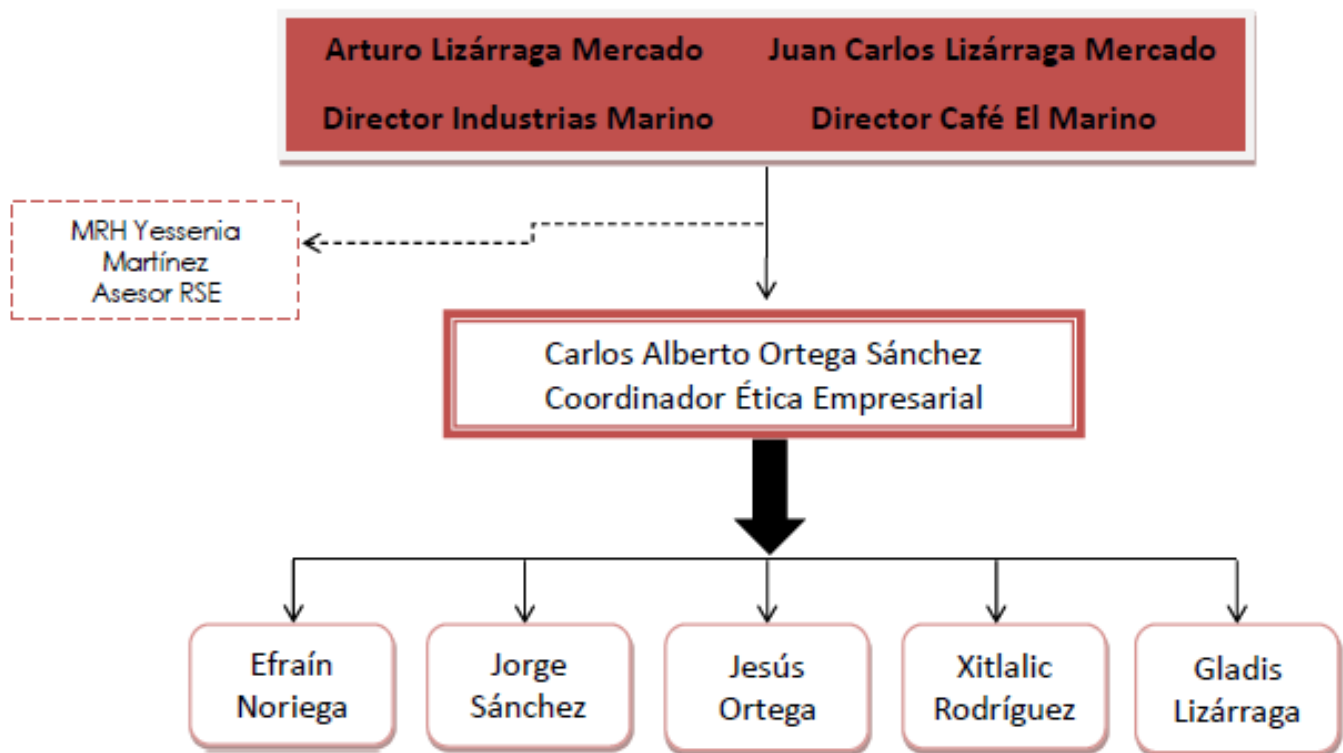 Arturo Lizárraga Mercado Juan Carlos Lizárraga Mercado
Director Industrias Marino Director Café El Marino
MRH Yessenia
Martínez
Asesor RSE
Carlos Alberto Ortega Sánchez
Coordinador Ética Empresarial
Efraín
Noriega
Jorge
Sánchez
Jesús
Ortega
Xitlalic
Rodríguez
Gladis
Lizárraga